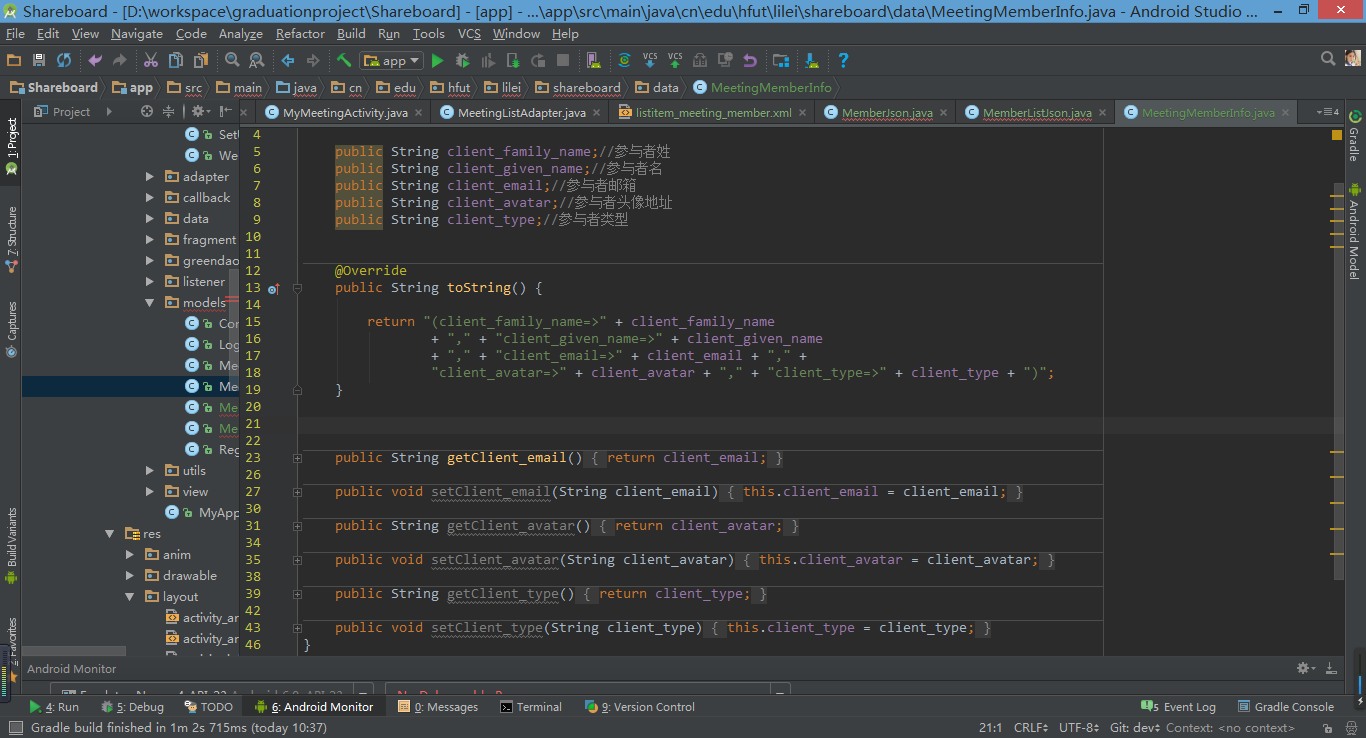 Shareboard - [D:\workspace\graduationproject\Shareboard] - [app] - ...\app\src\main\java\cn\edu\hfut\lilei\shareboard\data\MeetingMemberInfo.java - Android Studio ...
File Edit View Navigate Code Analyze Refactor Build Run Tools VCS Window Help
app VCS VCS ?
Shareboard app src main java cn edu hfut lilei shareboard data MeetingMemberInfo
Project MyMeetingActivity.java MeetingListAdapter.java listitem_meeting_member.xml MemberJson.java MemberListJson.java MeetingMemberInfo.java 4
1: Project
7: Structure
Captures
Build Variants
2: Favorites
Gradle
Android Model
We
adapter
callback
data
fragment
greendao
listener
models
Me
Me
Me
Me
utils
view
MyApp
res
anim
drawable
layout
activity_ar
activity_ar
4
5 public String client_family_name;//参与者姓
6 public String client_given_name;//参与者名
7 public String client_email;//参与者邮箱
8 public String client_avatar;//参与者头像地址
9 public String client_type;//参与者类型
10
11
12 @Override
13 public String toString() {
14
15 return "(client_family_name=>" + client_family_name
16 + "," + "client_given_name=>" + client_given_name
17 + "," + "client_email=>" + client_email + "," +
18 "client_avatar=>" + client_avatar + "," + "client_type=>" + client_type + ")";
19 }
20
21
22
23 public String getClient_email() { return client_email; }
26
27 public void setClient_email(String client_email) { this.client_email = client_email; }
30
31 public String getClient_avatar() { return client_avatar; }
34
35 public void setClient_avatar(String client_avatar) { this.client_avatar = client_avatar; }
38
39 public String getClient_type() { return client_type; }
42
43 public void setClient_type(String client_type) { this.client_type = client_type; }
46 }
Android Monitor
4: Run 5: Debug TODO 6: Android Monitor 0: Messages Terminal 9: Version Control 5 Event Log Gradle Console
Gradle build finished in 1m 2s 715ms (today 10:37) 21:1 CRLF UTF-8 Git: dev Context: <no context>